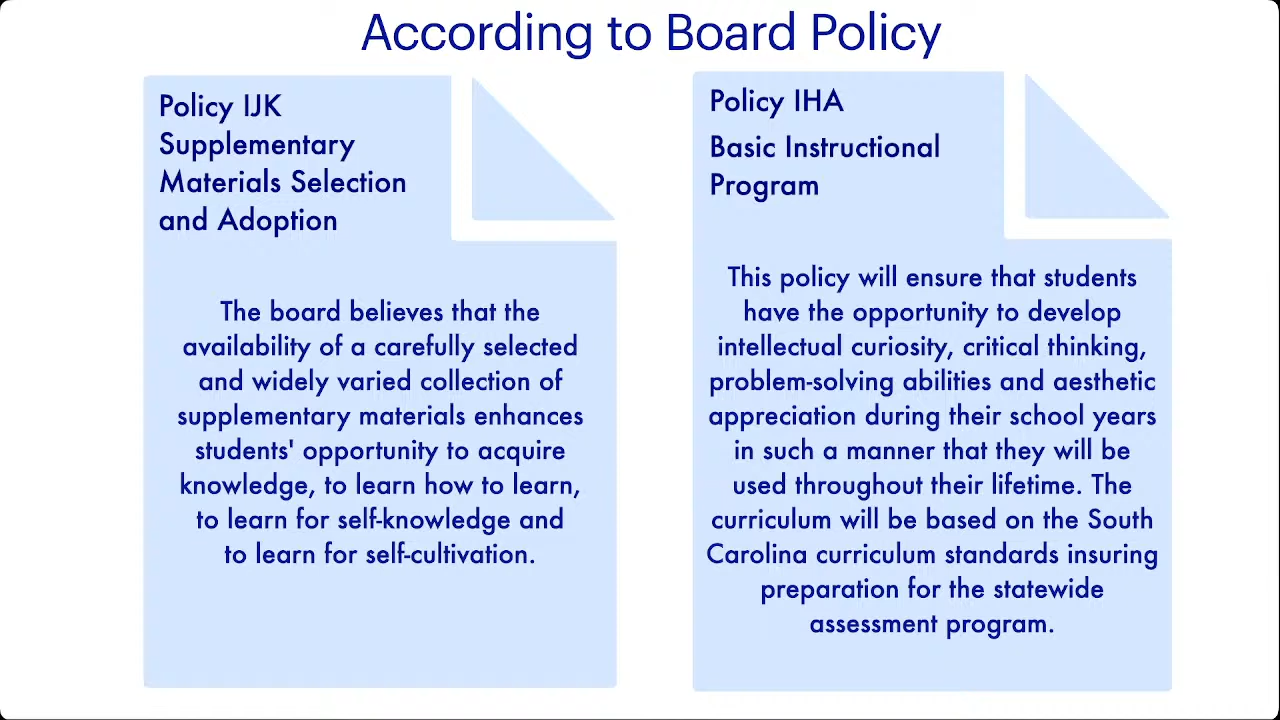 According to Board Policy
Policy IJK
Supplementary
Materials Selection
and Adoption
The board believes that the
availability of a carefully selected
and widely varied collection of
supplementary materials enhances
students' opportunity to acquire
knowledge, to learn how to learn,
to learn for self-knowledge and
to learn for self-cultivation.
Policy IHA
Basic Instructional
Program
This policy will ensure that students
have the opportunity to develop
intellectual curiosity, critical thinking,
problem-solving abilities and aesthetic
appreciation during their school years
in such a manner that they will be
used throughout their lifetime. The
curriculum will be based on the South
Carolina curriculum standards insuring
preparation for the statewide
assessment program.